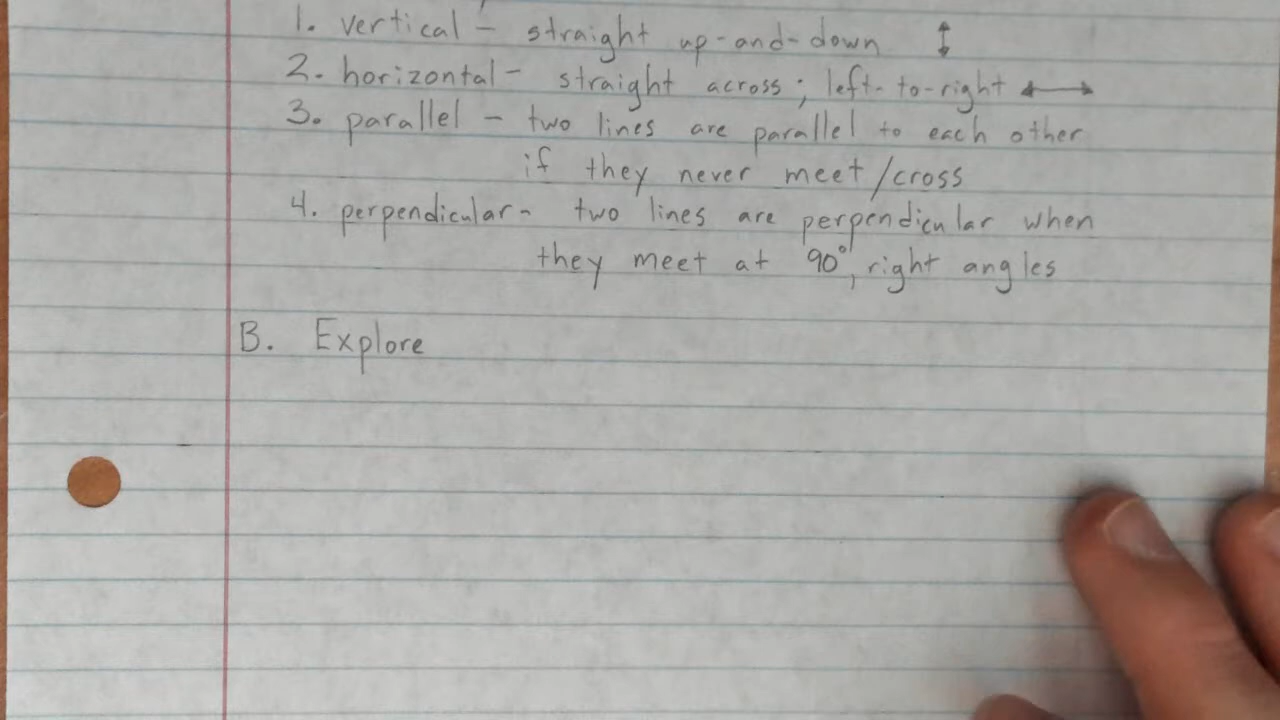 1. vertical - straight up-and-down ↕
2. horizontal - straight across; left-to-right ↔
3. parallel - two lines are parallel to each other
if they never meet/cross
4. perpendicular - two lines are perpendicular when
they meet at 90°, right angles
B. Explore